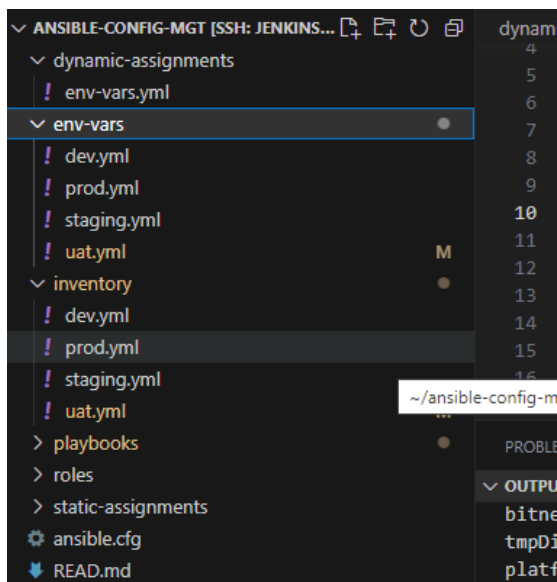 ANSIBLE-CONFIG-MGT [SSH: JENKINS...
dynamic-assignments
! env-vars.yml
env-vars
! dev.yml
! prod.yml
! staging.yml
! uat.yml M
inventory
! dev.yml
! prod.yml
! staging.yml
! uat.yml
playbooks
roles
static-assignments
ansible.cfg
READ.md
dynam
4
5
6
7
8
9
10
11
12
13
14
15
16
~/ansible-config-m
PROBLE
OUTPU
bitne
tmpDi
platf